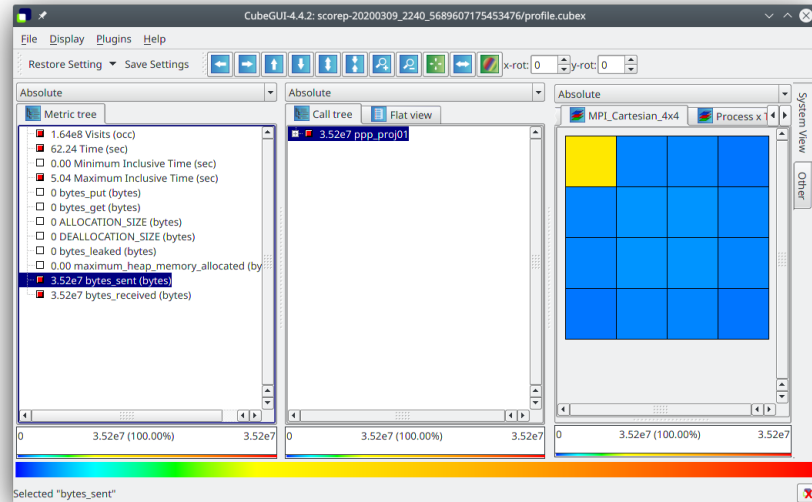 CubeGUI-4.4.2: scorep-20200309_2240_5689607175453476/profile.cubex
File Display Plugins Help
Restore Setting Save Settings x-rot: 0 y-rot: 0
Absolute
Metric tree
1.64e8 Visits (occ)
62.24 Time (sec)
0.00 Minimum Inclusive Time (sec)
5.04 Maximum Inclusive Time (sec)
0 bytes_put (bytes)
0 bytes_get (bytes)
0 ALLOCATION_SIZE (bytes)
0 DEALLOCATION_SIZE (bytes)
0 bytes_leaked (bytes)
0.00 maximum_heap_memory_allocated (by
3.52e7 bytes_sent (bytes)
3.52e7 bytes_received (bytes)
0 3.52e7 (100.00%) 3.52e7
Absolute
Call tree Flat view
3.52e7 ppp_proj01
0 3.52e7 (100.00%) 3.52e7
Absolute
MPI_Cartesian_4x4 Process x T
0 3.52e7 (100.00%) 3.52e7
System View
Other
Selected "bytes_sent"